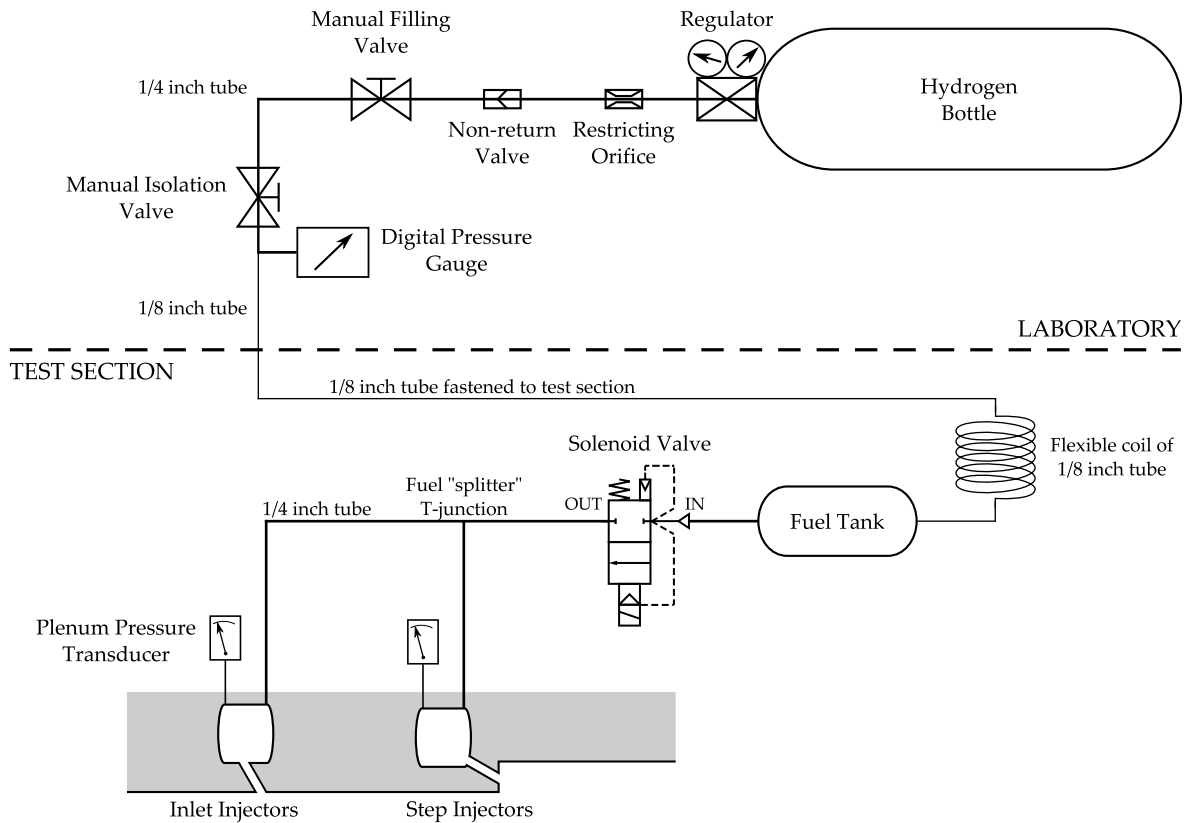 Manual Filling
Valve
Regulator
1/4 inch tube
Hydrogen
Bottle
Non-return
Valve
Restricting
Orifice
Manual Isolation
Valve
Digital Pressure
Gauge
1/8 inch tube
LABORATORY
TEST SECTION
1/8 inch tube fastened to test section
Solenoid Valve
Flexible coil of
1/8 inch tube
Fuel "splitter"
T-junction
1/4 inch tube
OUT
IN
Fuel Tank
Plenum Pressure
Transducer
Inlet Injectors
Step Injectors